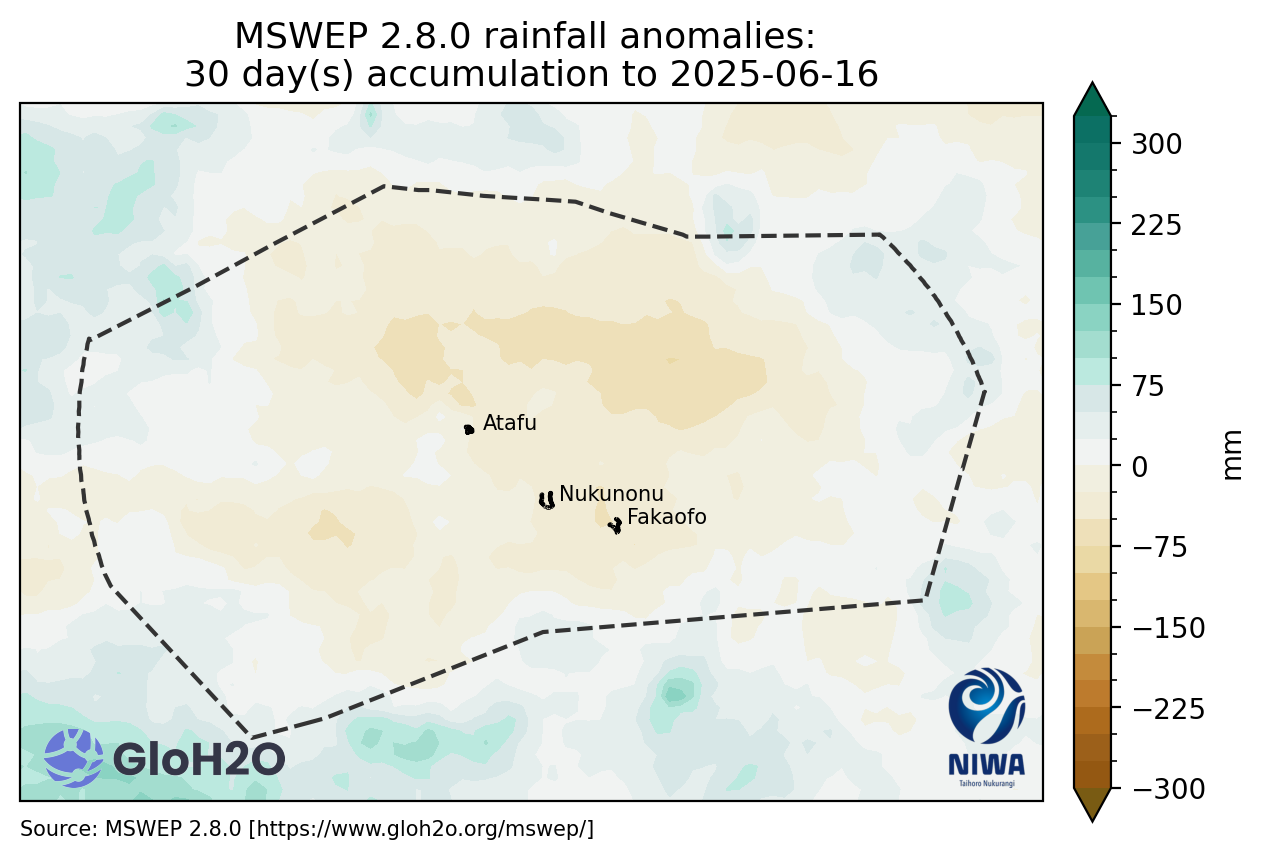 MSWEP 2.8.0 rainfall anomalies:
30 day(s) accumulation to 2025-06-16
300
225
150
75
0
−75
−150
−225
−300
mm
Atafu
Nukunonu
Fakaofo
GloH2O
NIWA
Taihoro Nukurangi
Source: MSWEP 2.8.0 [https://www.gloh2o.org/mswep/]